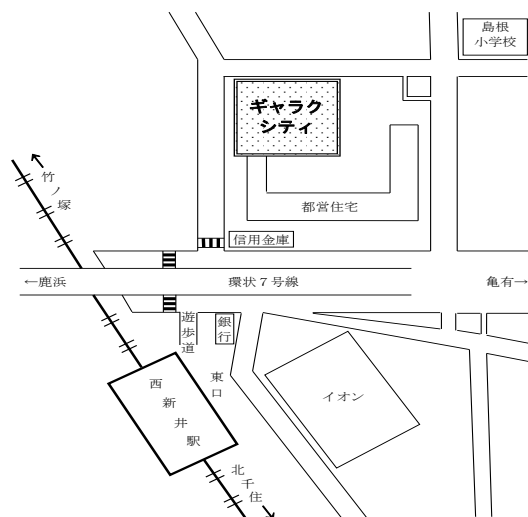 島根
小学校
ギャラク
シティ
竹ノ塚
都営住宅
信用金庫
←鹿浜
環状７号線
亀有→
遊歩道
銀行
東口
西新井駅
イオン
北千住